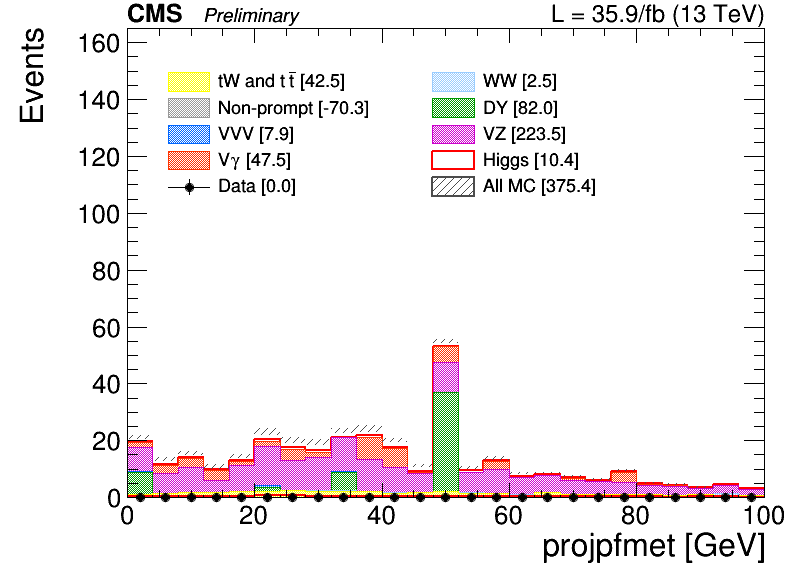 CMS Preliminary L = 35.9/fb (13 TeV)
Events
160
140
120
100
80
60
40
20
0
tW and t t̅ [42.5]
Non-prompt [-70.3]
VVV [7.9]
Vγ [47.5]
Data [0.0]
WW [2.5]
DY [82.0]
VZ [223.5]
Higgs [10.4]
All MC [375.4]
0 20 40 60 80 100
projpfmet [GeV]